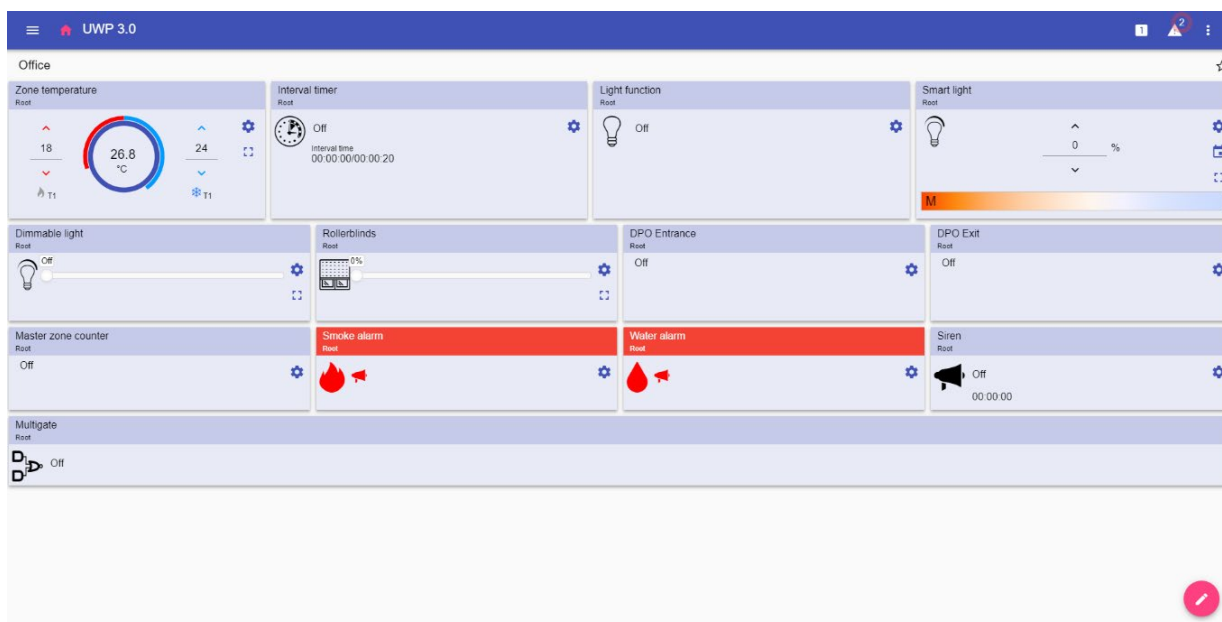 UWP 3.0
1
2
Office
Zone temperature
Root
18
26.8
°C
24
T1
T1
Interval timer
Root
Off
Interval time
00:00:00/00:00:20
Light function
Root
Off
Smart light
Root
0 %
M
Dimmable light
Root
Off
Rollerblinds
Root
0%
DPO Entrance
Root
Off
DPO Exit
Root
Off
Master zone counter
Root
Off
Smoke alarm
Root
Water alarm
Root
Siren
Root
Off
00:00:00
Multigate
Root
Off